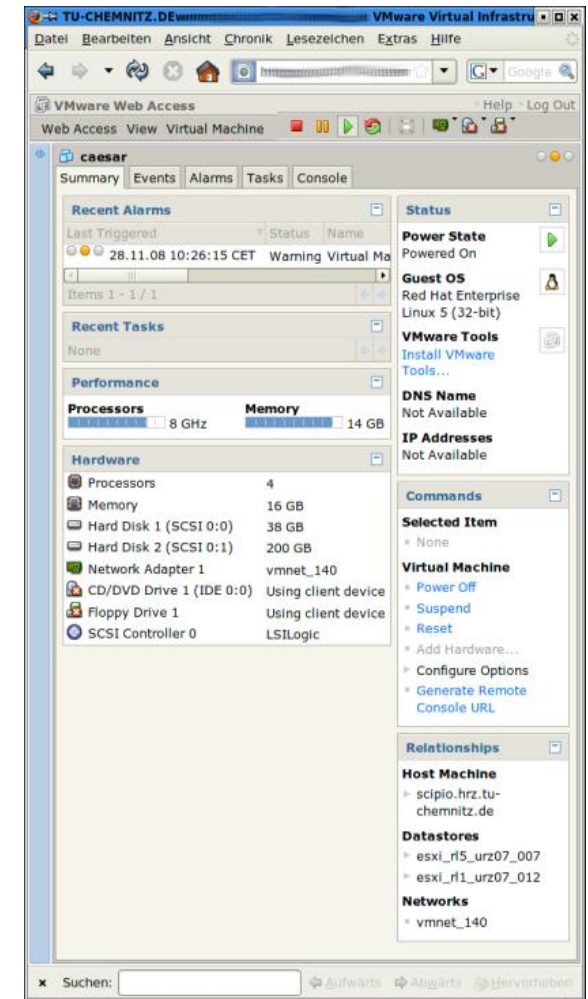 TU-CHEMNITZ.DE VMware Virtual Infrastru
Datei Bearbeiten Ansicht Chronik Lesezeichen Extras Hilfe
Google
VMware Web Access Help Log Out
Web Access View Virtual Machine
caesar
Summary Events Alarms Tasks Console
Recent Alarms
Last Triggered Status Name
28.11.08 10:26:15 CET Warning Virtual Ma
Items 1 - 1 / 1
Recent Tasks
None
Performance
Processors Memory
8 GHz 14 GB
Hardware
Processors 4
Memory 16 GB
Hard Disk 1 (SCSI 0:0) 38 GB
Hard Disk 2 (SCSI 0:1) 200 GB
Network Adapter 1 vmnet_140
CD/DVD Drive 1 (IDE 0:0) Using client device
Floppy Drive 1 Using client device
SCSI Controller 0 LSILogic
Status
Power State
Powered On
Guest OS
Red Hat Enterprise
Linux 5 (32-bit)
VMware Tools
Install VMware
Tools...
DNS Name
Not Available
IP Addresses
Not Available
Commands
Selected Item
None
Virtual Machine
Power Off
Suspend
Reset
Add Hardware...
Configure Options
Generate Remote
Console URL
Relationships
Host Machine
scipio.hrz.tu-
chemnitz.de
Datastores
esxi_rl5_urz07_007
esxi_rl1_urz07_012
Networks
vmnet_140
Suchen: Aufwärts Abwärts Hervorheben